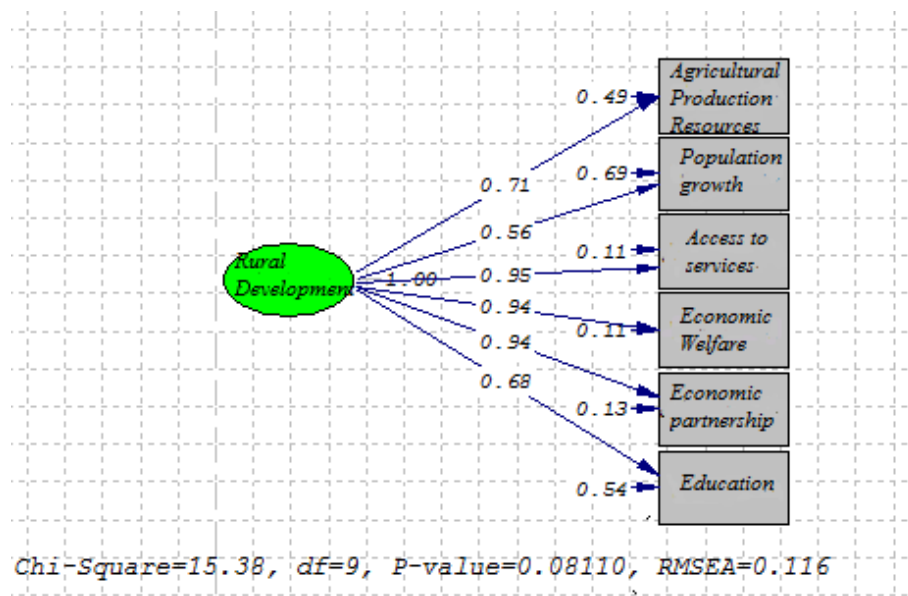 Agricultural
Production
Resources
0.49
Population
growth
0.69
0.71
0.56
Access to
services
0.11
Rural
Development
1.00
0.95
0.94
Economic
Welfare
0.11
0.94
Economic
partnership
0.13
0.68
Education
0.54
Chi-Square=15.38, df=9, P-value=0.08110, RMSEA=0.116